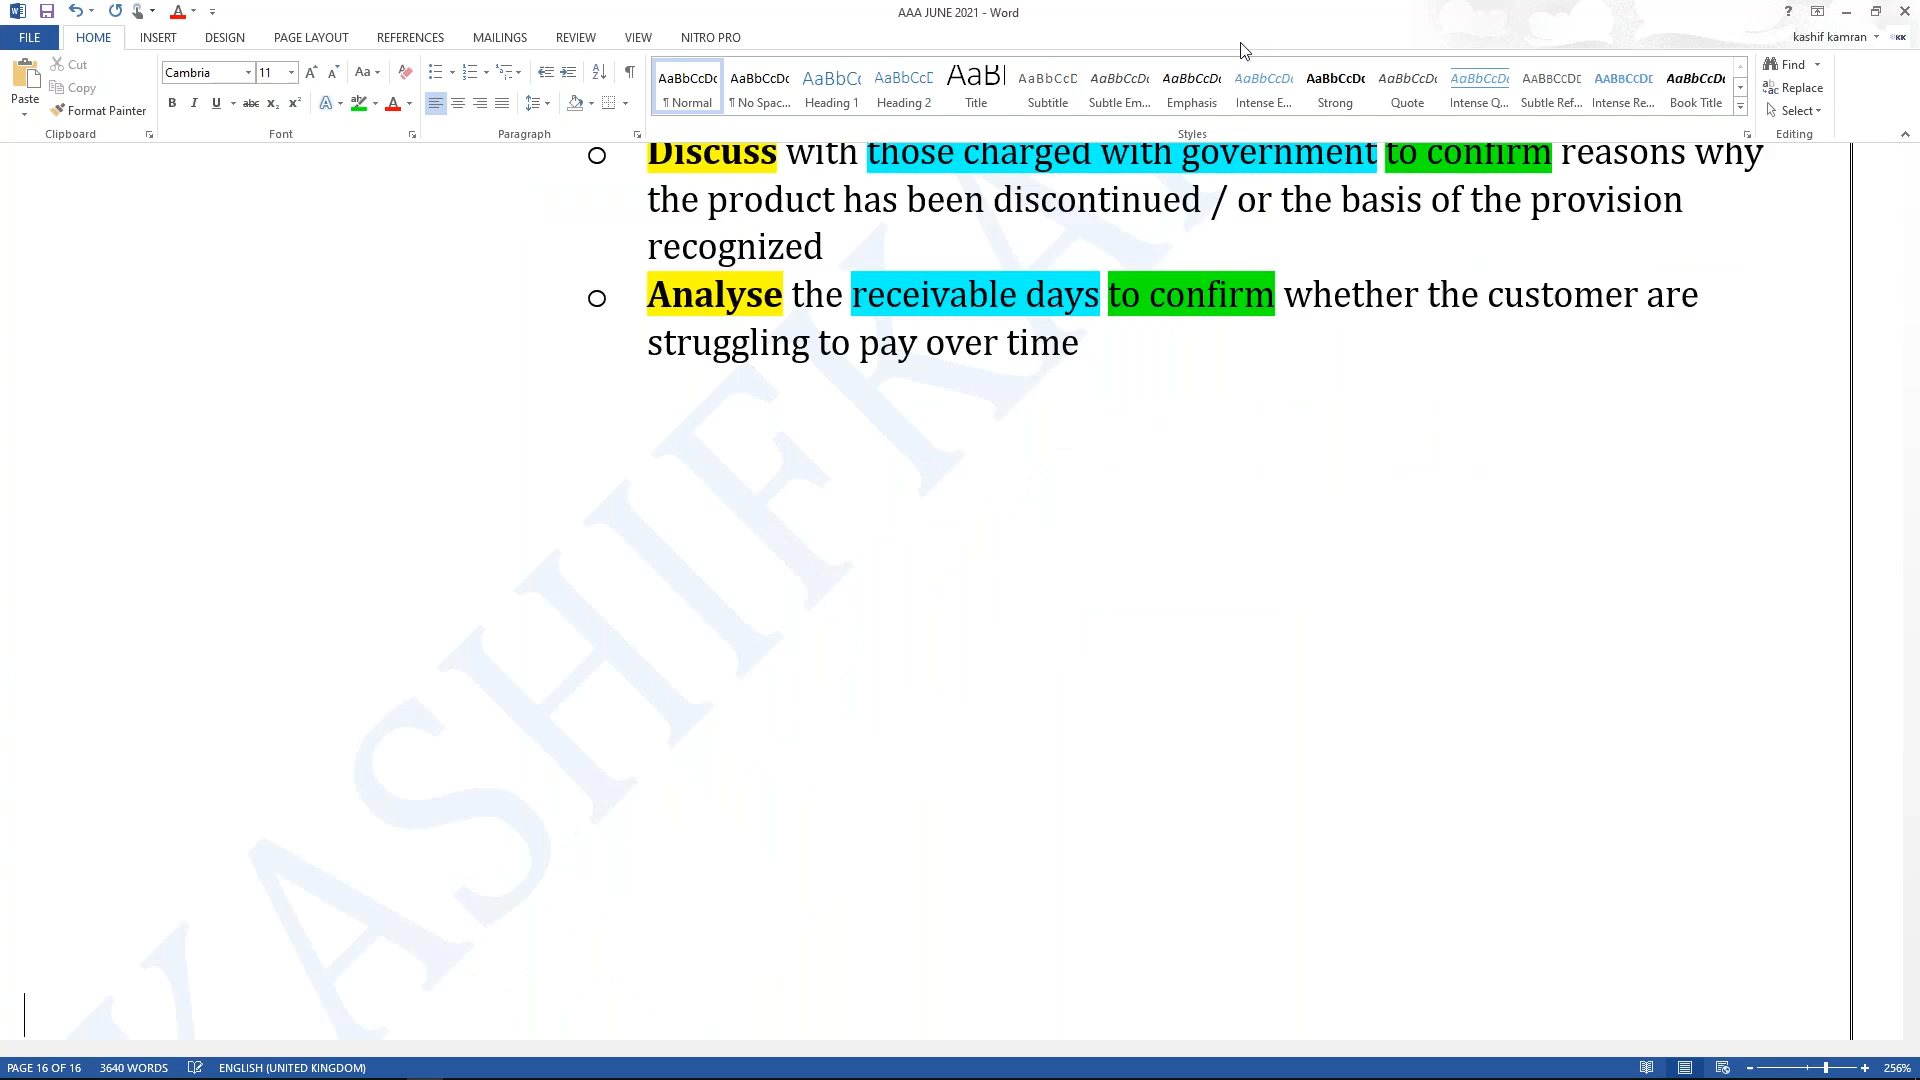 AAA JUNE 2021 - Word
FILE HOME INSERT DESIGN PAGE LAYOUT REFERENCES MAILINGS REVIEW VIEW NITRO PRO
kashif kamran
Paste
Cut
Copy
Format Painter
Clipboard
Cambria 11
Font
Paragraph
AaBbCcDc AaBbCcDc AaBbCc AaBbCcD AaBl AaBbCcD AaBbCcDc AaBbCcDc AaBbCcDc AaBbCcDc AaBbCcDc AaBbCcDc AABBCCDE AABBCCDE AaBbCcDc
¶ Normal ¶ No Spac... Heading 1 Heading 2 Title Subtitle Subtle Em... Emphasis Intense E... Strong Quote Intense Q... Subtle Ref... Intense Re... Book Title
Styles
Find
Replace
Select
Editing
Discuss with those charged with government to confirm reasons why
the product has been discontinued / or the basis of the provision
recognized
Analyse the receivable days to confirm whether the customer are
struggling to pay over time
KASHIF KA
PAGE 16 OF 16 3640 WORDS ENGLISH (UNITED KINGDOM) 256%